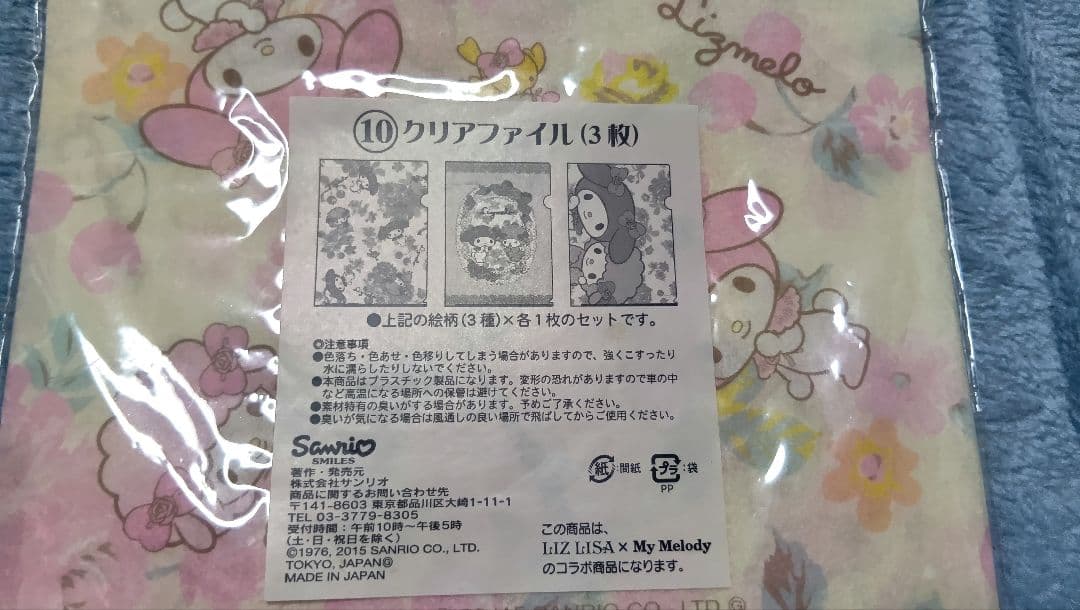 Lizmelo
⑩クリアファイル(3枚)
●上記の絵柄(3種)×各1枚のセットです。
◎注意事項
●色落ち・色あせ・色移りしてしまう場合がありますので、強くこすったり
水に濡らしたりしないでください。
●本商品はプラスチック製品になります。変形の恐れがありますので車の中
など高温になる場所への保管は避けてください。
●素材特有の臭いがする場合があります。予めご了承ください。
●臭いが気になる場合は風通しの良い場所で飛ばしてからご使用ください。
Sanrio
SMILES
著作・発売元
株式会社サンリオ
商品に関するお問い合わせ先
〒141-8603 東京都品川区大崎1-11-1
TEL 03-3779-8305
受付時間:午前10時〜午後5時
(土・日・祝日を除く)
©1976, 2015 SANRIO CO., LTD.
TOKYO, JAPAN Ⓖ
MADE IN JAPAN
紙:間紙
プラ:袋
PP
この商品は、
LIZ LISA × My Melody
のコラボ商品になります。
SANRIO CO., LTD. Ⓖ